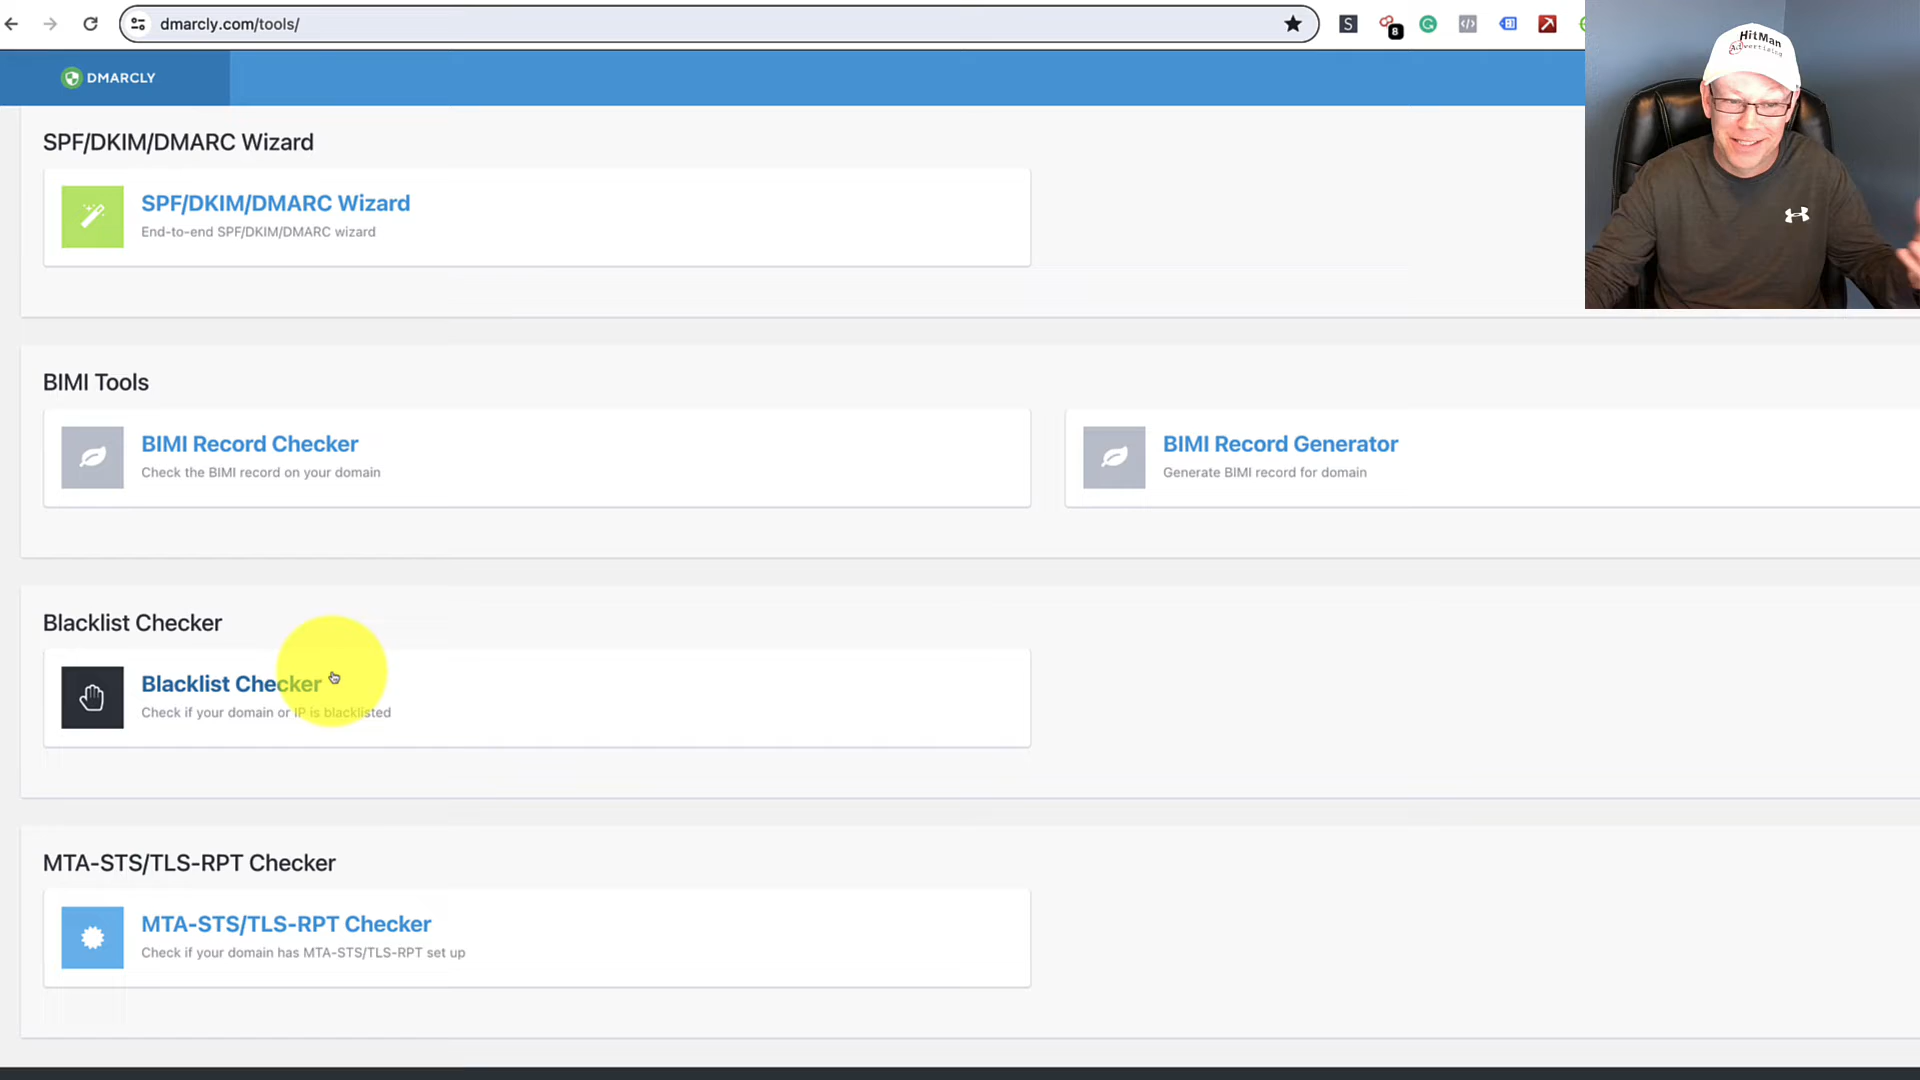 dmarcly.com/tools/
S
8
DMARCLY
HitMan
Advertising
SPF/DKIM/DMARC Wizard
SPF/DKIM/DMARC Wizard
End-to-end SPF/DKIM/DMARC wizard
BIMI Tools
BIMI Record Checker
Check the BIMI record on your domain
BIMI Record Generator
Generate BIMI record for domain
Blacklist Checker
Blacklist Checker
Check if your domain or IP is blacklisted
MTA-STS/TLS-RPT Checker
MTA-STS/TLS-RPT Checker
Check if your domain has MTA-STS/TLS-RPT set up